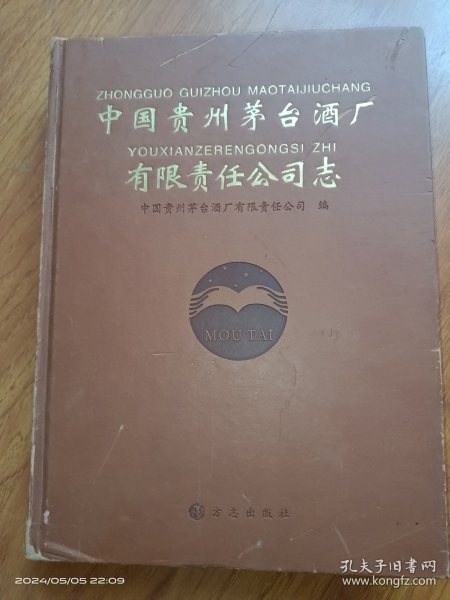 ZHONGGUO GUIZHOU MAOTAIJIUCHANG
中国贵州茅台酒厂
YOUXIANZERENGONGSI ZHI
有限责任公司志
中国贵州茅台酒厂有限责任公司 编
MOU TAI
方志出版社
2024/05/05 22:09
孔夫子旧书网
www.kongfz.com